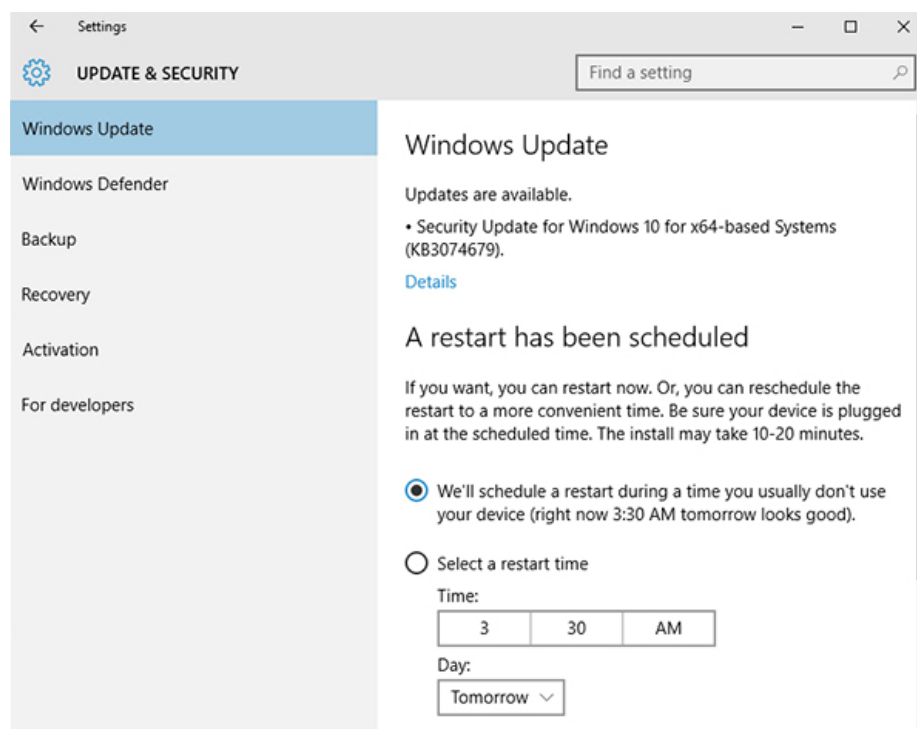 Settings
UPDATE & SECURITY
Find a setting
Windows Update
Windows Defender
Backup
Recovery
Activation
For developers
Windows Update
Updates are available.
• Security Update for Windows 10 for x64-based Systems
(KB3074679).
Details
A restart has been scheduled
If you want, you can restart now. Or, you can reschedule the
restart to a more convenient time. Be sure your device is plugged
in at the scheduled time. The install may take 10-20 minutes.
We'll schedule a restart during a time you usually don't use
your device (right now 3:30 AM tomorrow looks good).
Select a restart time
Time:
3 30 AM
Day:
Tomorrow